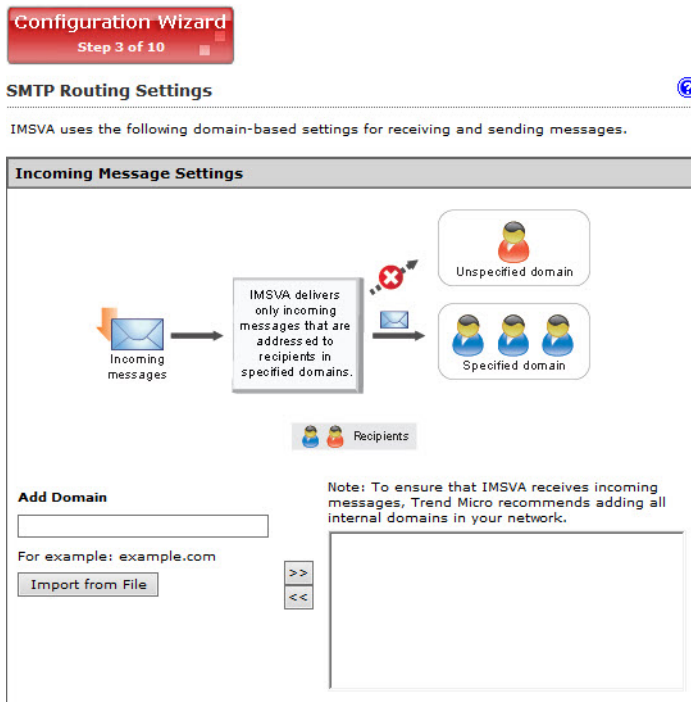 Configuration Wizard
Step 3 of 10
SMTP Routing Settings
?
IMSVA uses the following domain-based settings for receiving and sending messages.
Incoming Message Settings
Unspecified domain
IMSVA delivers
only incoming
messages that are
addressed to
recipients in
specified domains.
Incoming
messages
Specified domain
Recipients
Add Domain
Note: To ensure that IMSVA receives incoming
messages, Trend Micro recommends adding all
internal domains in your network.
For example: example.com
Import from File
>>
<<